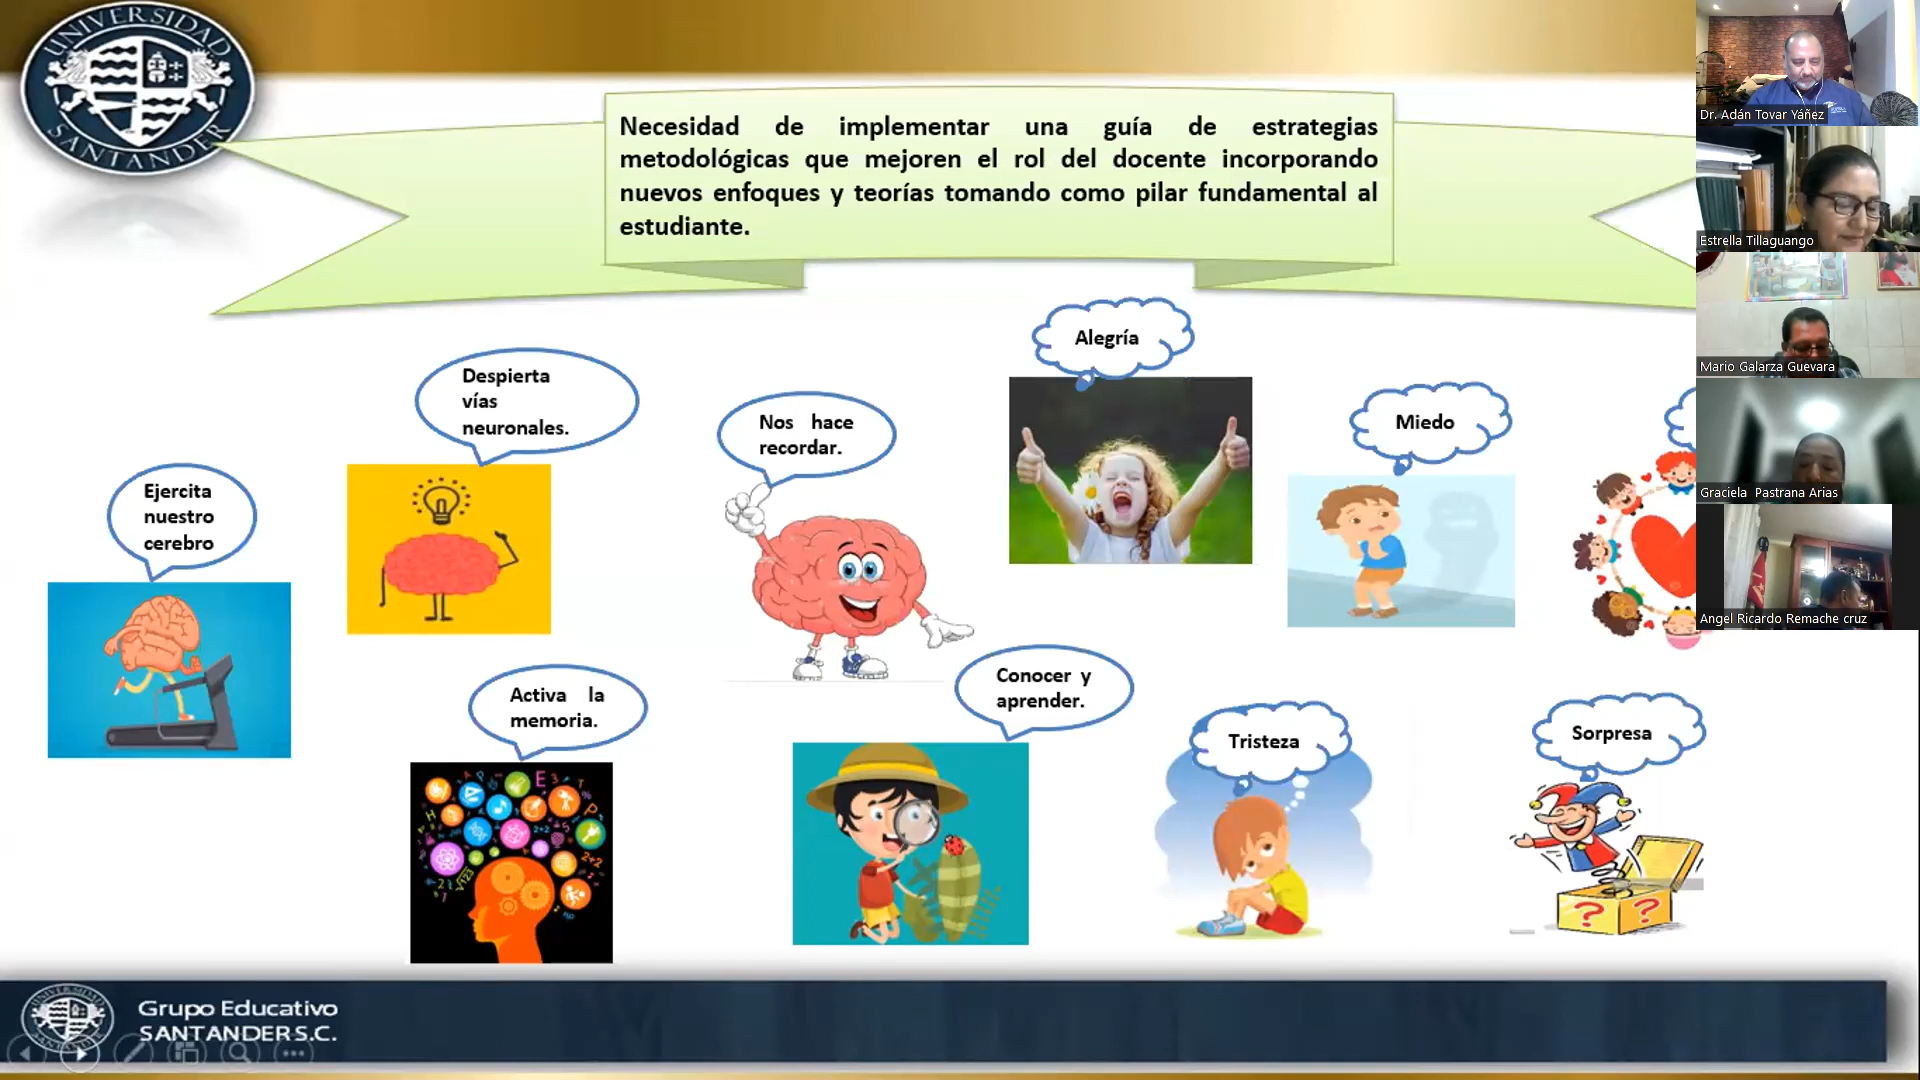 UNIVERSIDAD
SANTANDER
Necesidad de implementar una guía de estrategias
metodológicas que mejoren el rol del docente incorporando
nuevos enfoques y teorías tomando como pilar fundamental al
estudiante.
Dr. Adán Tovar Yáñez
Estrella Tillaguango
Mario Galarza Guevara
Graciela Pastrana Arias
Angel Ricardo Remache cruz
Alegría
Despierta
vías
neuronales.
Nos hace
recordar.
Miedo
Ejercita
nuestro
cerebro
Activa la
memoria.
Conocer y
aprender.
Tristeza
Sorpresa
? ?
Grupo Educativo
SANTANDER S.C.